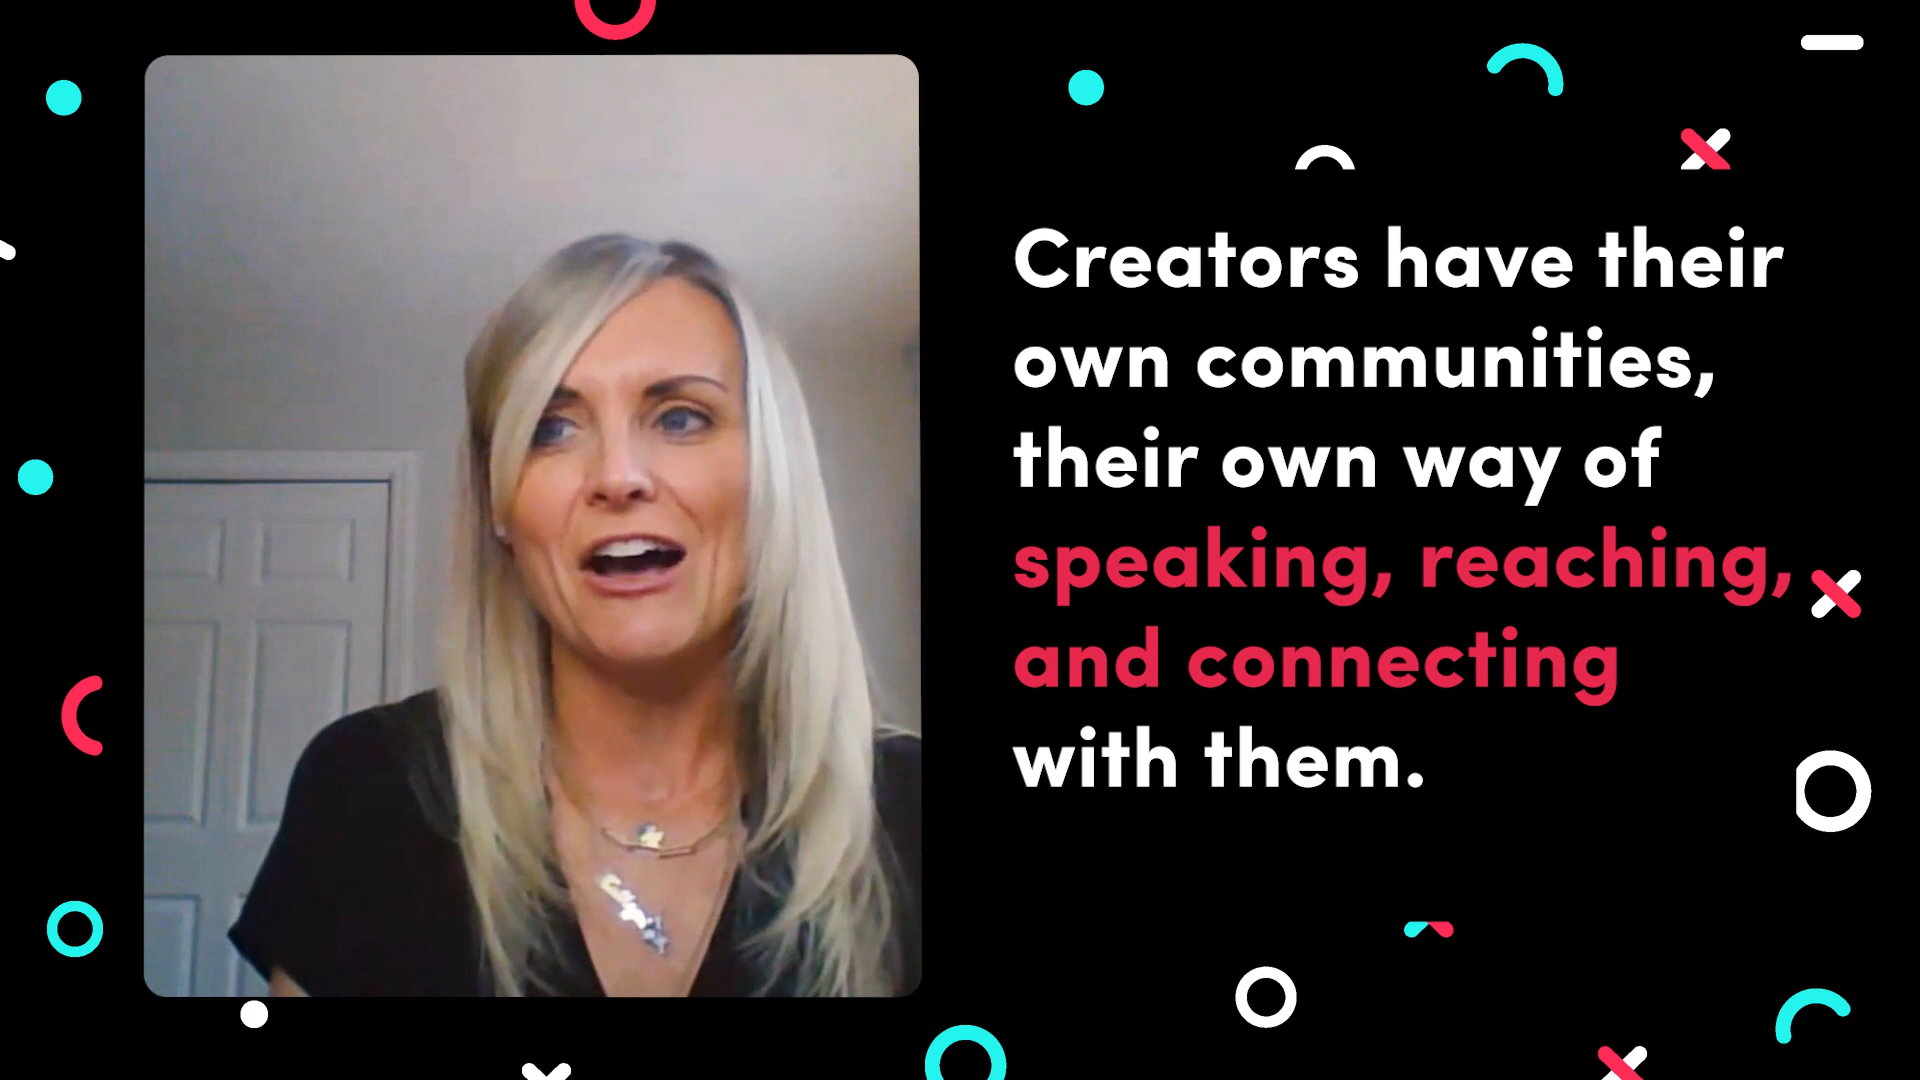 Creators have their
own communities,
their own way of
speaking, reaching,
and connecting
with them.